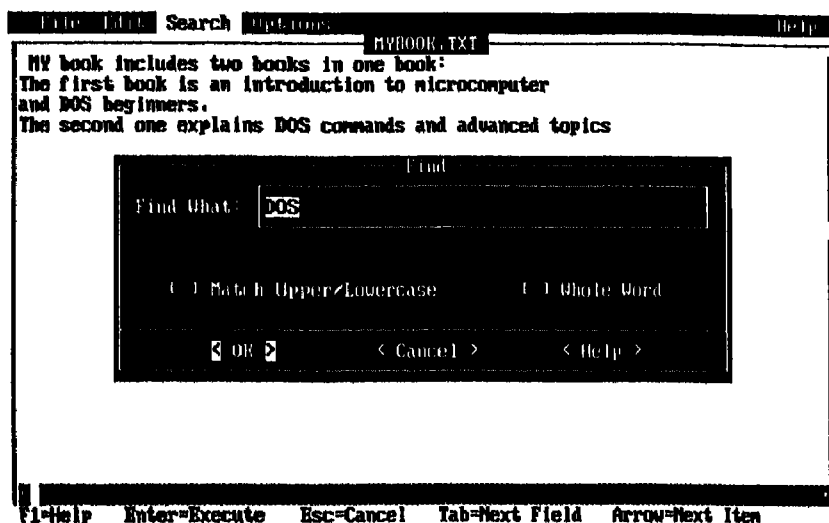 File Edit Search Options Help
MYBOOK.TXT
MY book includes two books in one book:
The first book is an introduction to microcomputer
and DOS beginners.
The second one explains DOS commands and advanced topics
Find
Find What: DOS
[ ] Match Upper/Lowercase [ ] Whole Word
< OK > < Cancel > < Help >
F1=Help Enter=Execute Esc=Cancel Tab=Next Field Arrow=Next Item